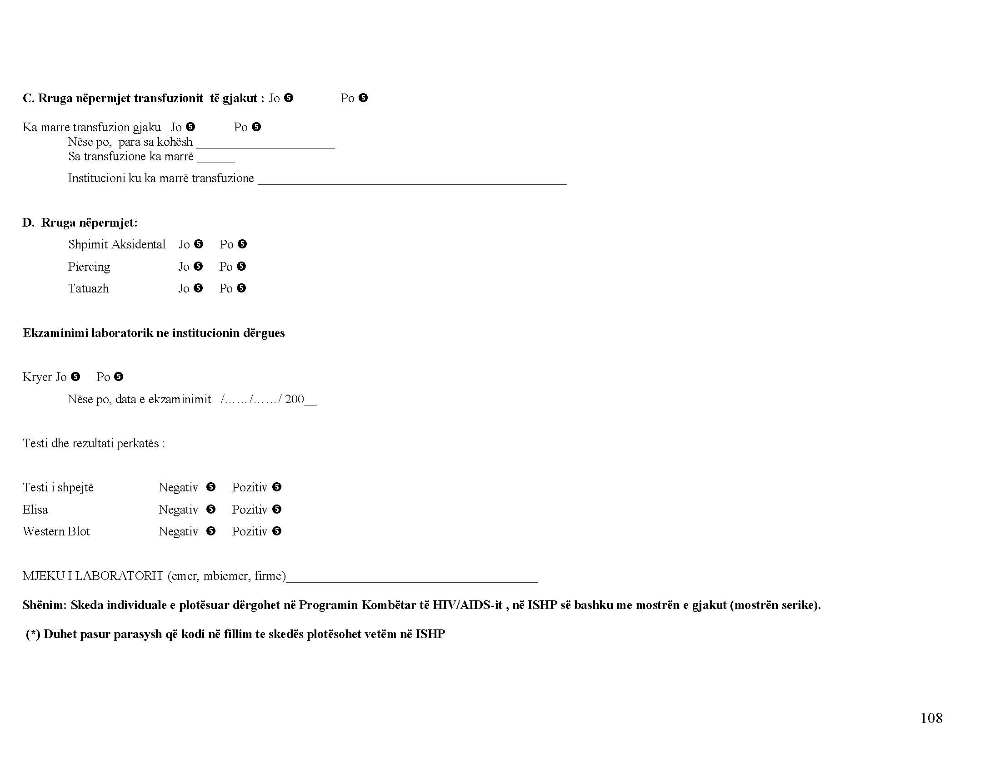 C. Rruga nëpermjet transfuzionit të gjakut : Jo ❺ Po ❺
Ka marre transfuzion gjaku Jo ❺ Po ❺
Nëse po, para sa kohësh ______________________
Sa transfuzione ka marrë ______
Institucioni ku ka marrë transfuzione _________________________________________________
D. Rruga nëpermjet:
Shpimit Aksidental Jo ❺ Po ❺
Piercing Jo ❺ Po ❺
Tatuazh Jo ❺ Po ❺
Ekzaminimi laboratorik ne institucionin dërgues
Kryer Jo ❺ Po ❺
Nëse po, data e ekzaminimit /……/……/ 200__
Testi dhe rezultati perkatës :
Testi i shpejtë Negativ ❺ Pozitiv ❺
Elisa Negativ ❺ Pozitiv ❺
Western Blot Negativ ❺ Pozitiv ❺
MJEKU I LABORATORIT (emer, mbiemer, firme)________________________________________
Shënim: Skeda individuale e plotësuar dërgohet në Programin Kombëtar të HIV/AIDS-it , në ISHP së bashku me mostrën e gjakut (mostrën serike).
(*) Duhet pasur parasysh që kodi në fillim te skedës plotësohet vetëm në ISHP
108